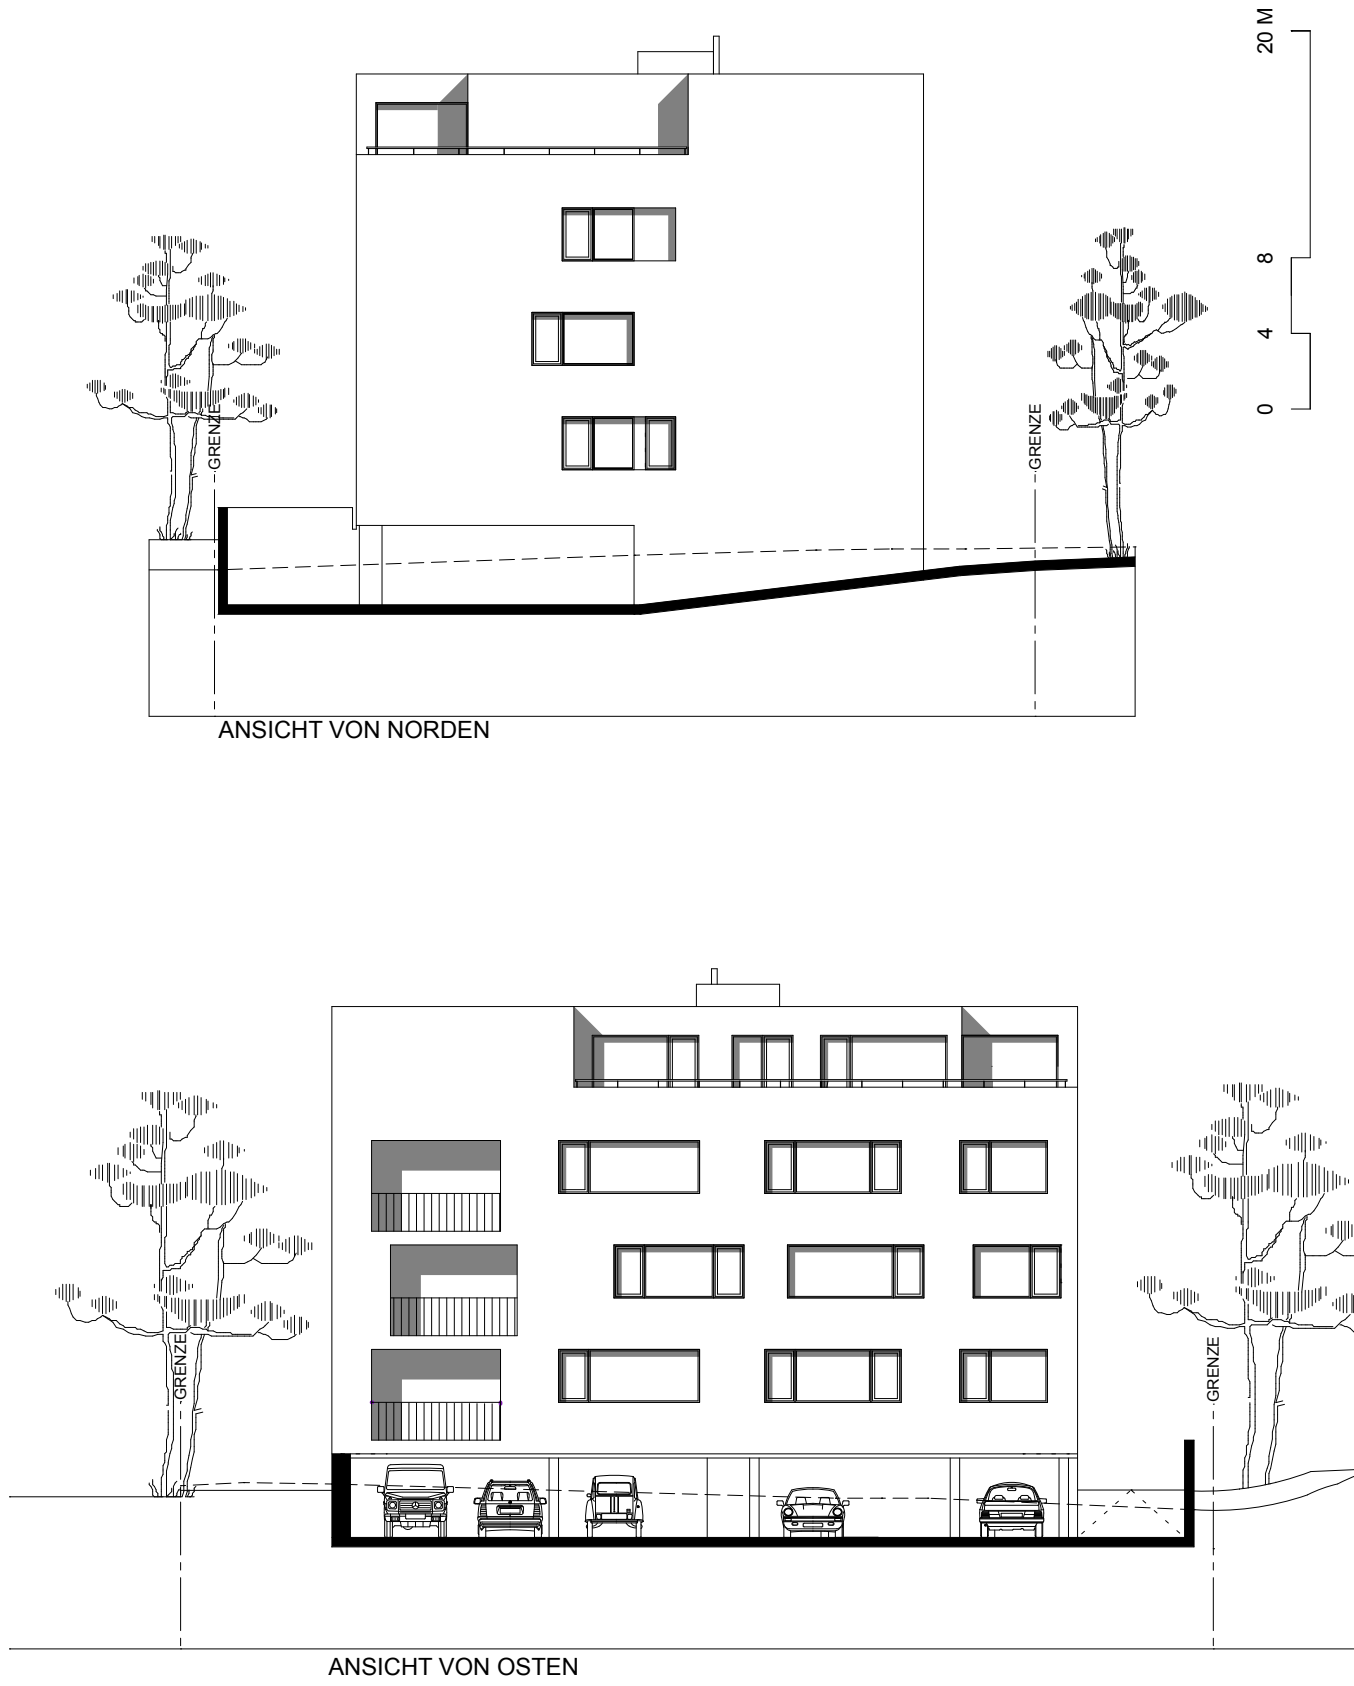 20 M
8
4
0
GRENZE
GRENZE
ANSICHT VON NORDEN
GRENZE
GRENZE
ANSICHT VON OSTEN